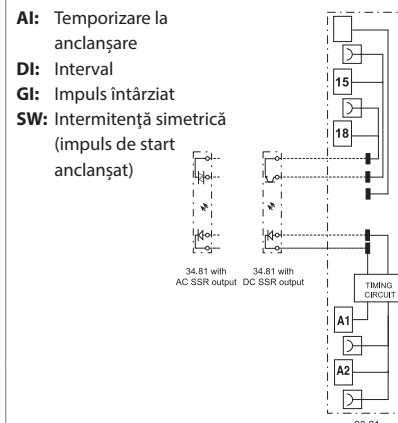 AI: Temporizare la
anclanşare
DI: Interval
GI: Impuls întârziat
SW: Intermitenţă simetrică
(impuls de start
anclanşat)
15
18
34.81 with
AC SSR output
34.81 with
DC SSR output
TIMING
CIRCUIT
A1
A2